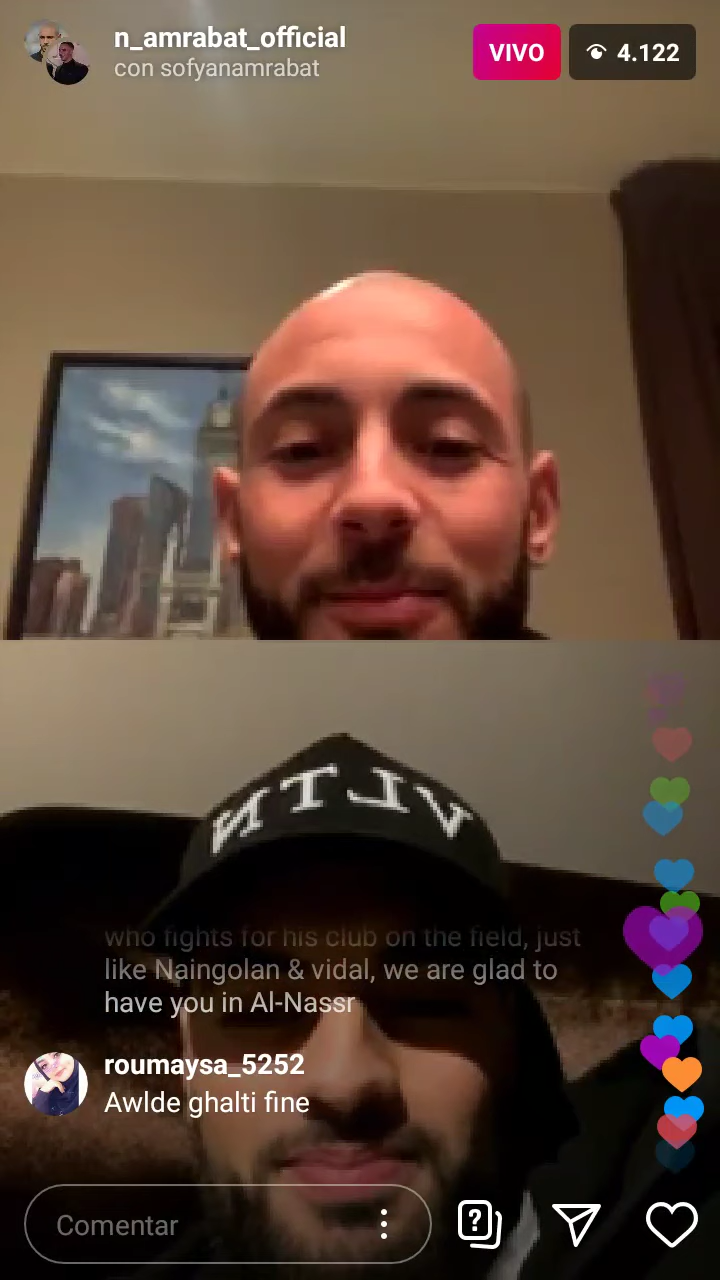 n_amrabat_official
con sofyanamrabat
VIVO
4.122
VLTN
who fights for his club on the field, just
like Naingolan & vidal, we are glad to
have you in Al-Nassr
roumaysa_5252
Awlde ghalti fine
Comentar